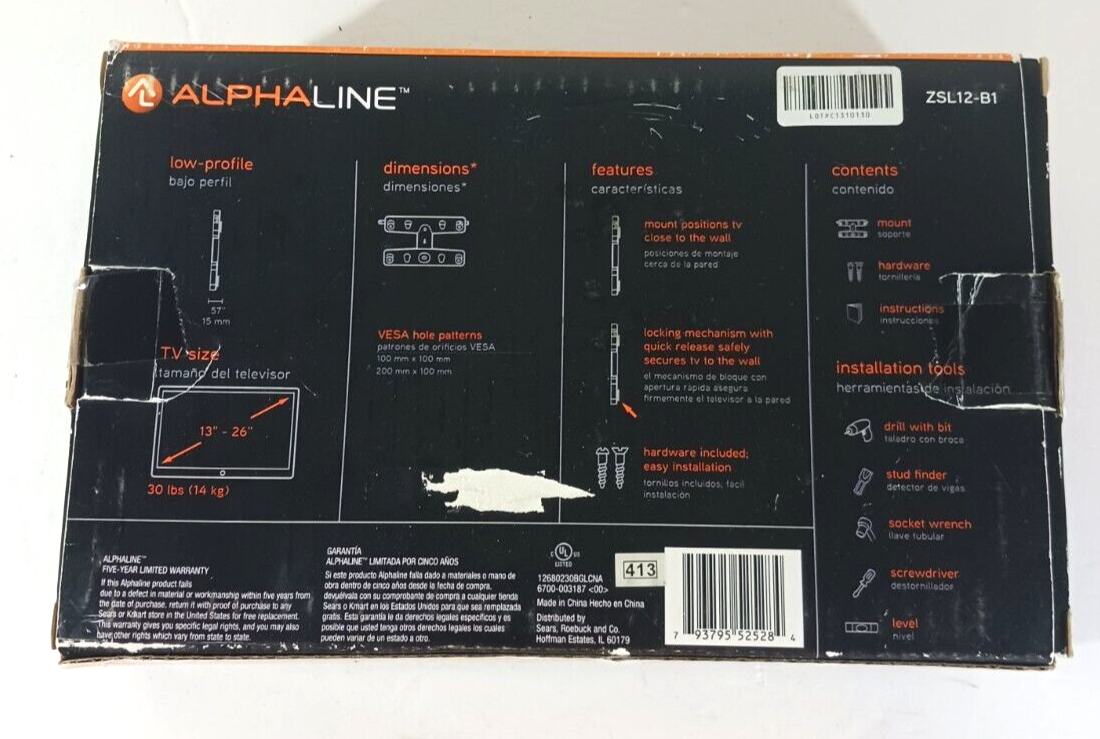 ALPHALINE™
LOTPC1310130
ZSL12-B1
low-profile
bajo perfil
.57"
15 mm
TV size
tamaño del televisor
13" - 26"
30 lbs (14 kg)
dimensions*
dimensiones*
VESA hole patterns
patrones de orificios VESA
100 mm x 100 mm
200 mm x 100 mm
features
características
mount positions tv
close to the wall
posiciones de montaje
cerca de la pared
locking mechanism with
quick release safely
secures tv to the wall
el mecanismo de bloque con
apertura rápida asegura
firmemente el televisor a la pared
hardware included;
easy installation
tornillos incluidos, fácil
instalación
contents
contenido
mount
soporte
hardware
tornillería
instructions
instrucciones
installation tools
herramientas de instalación
drill with bit
taladro con broca
stud finder
detector de vigas
socket wrench
llave tubular
screwdriver
destornillador
level
nivel
ALPHALINE™
FIVE-YEAR LIMITED WARRANTY
If this Alphaline product fails
due to a defect in material or workmanship within five years from
the date of purchase, return it with proof of purchase to any
Sears or Kmart store in the United States for free replacement.
This warranty gives you specific legal rights, and you may also
have other rights which vary from state to state.
GARANTÍA
ALPHALINE™ LIMITADA POR CINCO AÑOS
Si este producto Alphaline falla dado a materiales o mano de
obra dentro de cinco años desde la fecha de compra,
devuélvala con su comprobante de compra a cualquier tienda
Sears o Kmart en los Estados Unidos para que sea remplazada
gratis. Esta garantía le da derechos legales específicos y es
posible que usted tenga otros derechos legales los cuales
pueden variar de un estado a otro.
C UL US
LISTED
12680230BGLCNA
6700-003187 <00>
Made in China Hecho en China
Distributed by
Sears, Roebuck and Co.
Hoffman Estates, IL 60179
413
7 93795 52528 4